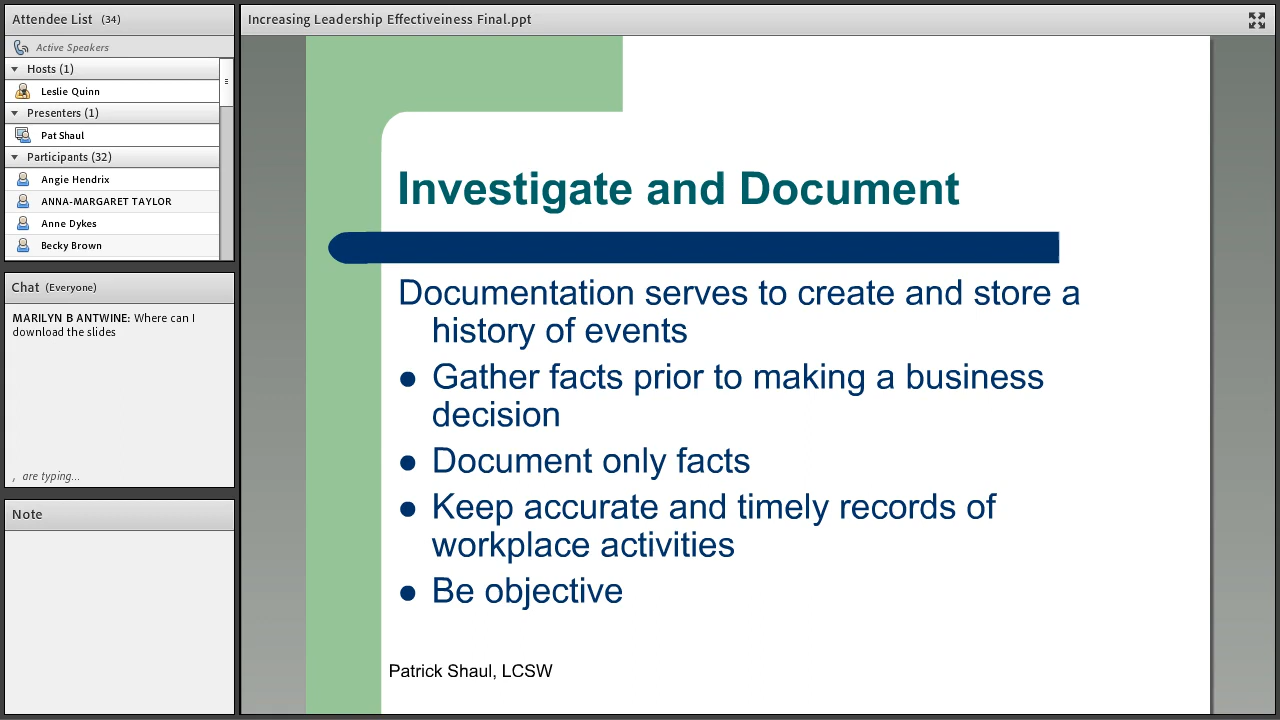 Attendee List (34)
Active Speakers
Hosts (1)
Leslie Quinn
Presenters (1)
Pat Shaul
Participants (32)
Angie Hendrix
ANNA-MARGARET TAYLOR
Anne Dykes
Becky Brown
Chat (Everyone)
MARILYN B ANTWINE: Where can I
download the slides
, are typing...
Note
Increasing Leadership Effectiveiness Final.ppt
Investigate and Document
Documentation serves to create and store a
history of events
● Gather facts prior to making a business
decision
● Document only facts
● Keep accurate and timely records of
workplace activities
● Be objective
Patrick Shaul, LCSW